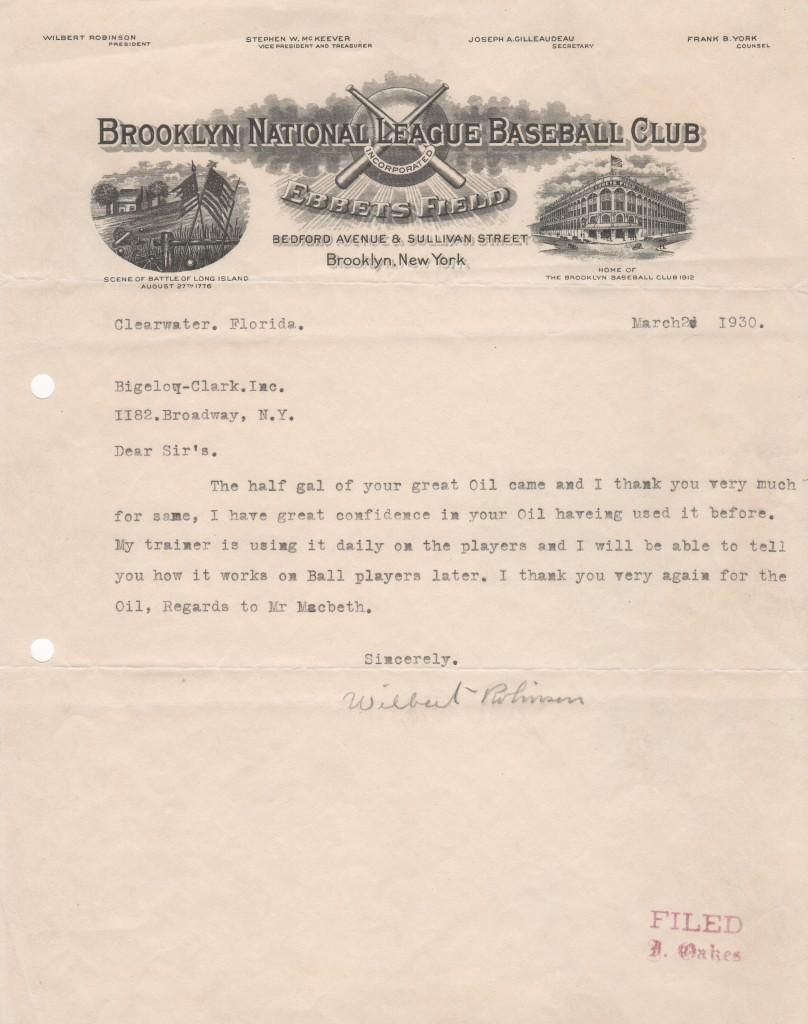 WILBERT ROBINSON
PRESIDENT
STEPHEN W. McKEEVER
VICE PRESIDENT AND TREASURER
JOSEPH A. GILLEAUDEAU
SECRETARY
FRANK B. YORK
COUNSEL
BROOKLYN NATIONAL LEAGUE BASEBALL CLUB
INCORPORATED
EBBETS FIELD
BEDFORD AVENUE & SULLIVAN STREET
Brooklyn, New York
SCENE OF BATTLE OF LONG ISLAND
AUGUST 27TH 1776
HOME OF
THE BROOKLYN BASEBALL CLUB 1912
Clearwater. Florida. March 1930.
Bigeloq-Clark.Inc.
II82.Broadway, N.Y.
Dear Sir's.
The half gal of your great Oil came and I thank you very much
for same, I have great confidence in your Oil haveing used it before.
My trainer is using it daily on the players and I will be able to tell
you how it works on Ball players later. I thank you very again for the
Oil, Regards to Mr Macbeth.
Sincerely.
Wilbert Robinson
FILED
Oakes